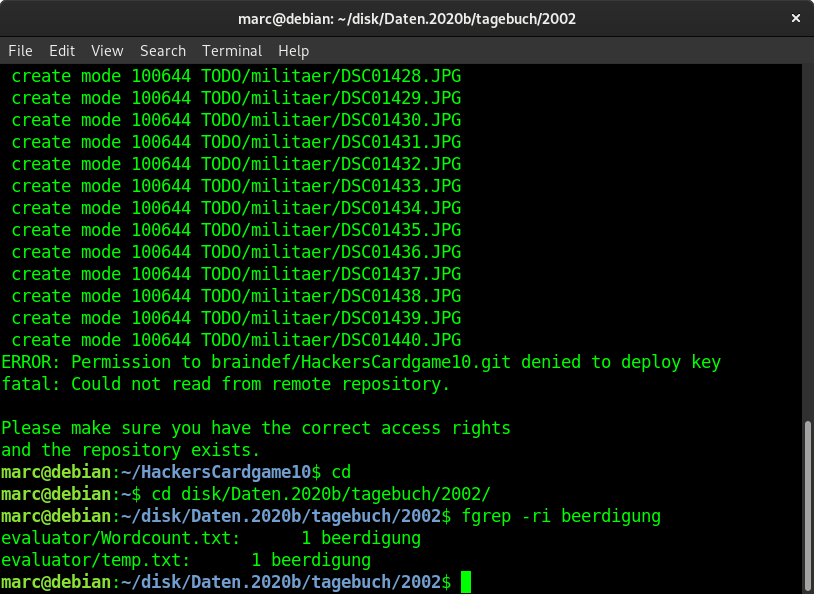 marc@debian: ~/disk/Daten.2020b/tagebuch/2002 ×
File Edit View Search Terminal Help
 create mode 100644 TODO/militaer/DSC01428.JPG
 create mode 100644 TODO/militaer/DSC01429.JPG
 create mode 100644 TODO/militaer/DSC01430.JPG
 create mode 100644 TODO/militaer/DSC01431.JPG
 create mode 100644 TODO/militaer/DSC01432.JPG
 create mode 100644 TODO/militaer/DSC01433.JPG
 create mode 100644 TODO/militaer/DSC01434.JPG
 create mode 100644 TODO/militaer/DSC01435.JPG
 create mode 100644 TODO/militaer/DSC01436.JPG
 create mode 100644 TODO/militaer/DSC01437.JPG
 create mode 100644 TODO/militaer/DSC01438.JPG
 create mode 100644 TODO/militaer/DSC01439.JPG
 create mode 100644 TODO/militaer/DSC01440.JPG
ERROR: Permission to braindef/HackersCardgame10.git denied to deploy key
fatal: Could not read from remote repository.

Please make sure you have the correct access rights
and the repository exists.
marc@debian:~/HackersCardgame10$ cd
marc@debian:~$ cd disk/Daten.2020b/tagebuch/2002/
marc@debian:~/disk/Daten.2020b/tagebuch/2002$ fgrep -ri beerdigung
evaluator/Wordcount.txt:      1 beerdigung
evaluator/temp.txt:      1 beerdigung
marc@debian:~/disk/Daten.2020b/tagebuch/2002$